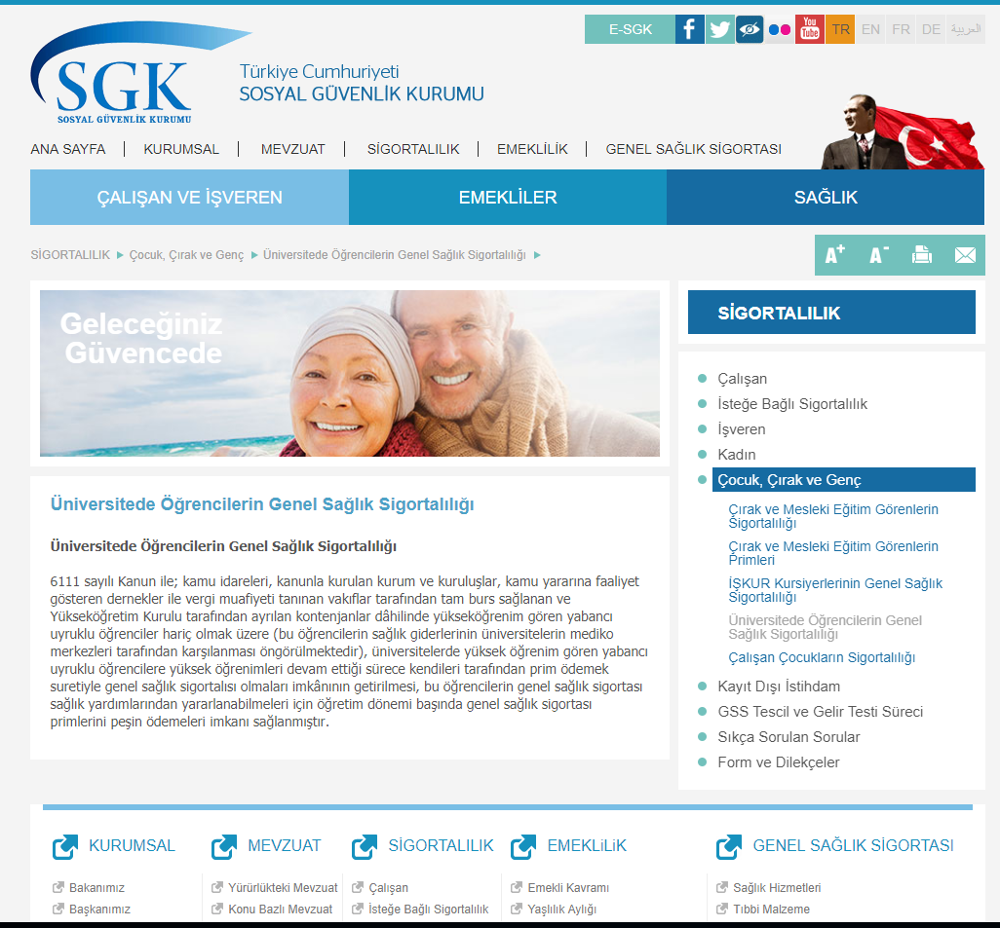 E-SGK
f
You
Tube
TR
EN
FR
DE
العربية
SGK
SOSYAL GÜVENLİK KURUMU
Türkiye Cumhuriyeti
SOSYAL GÜVENLİK KURUMU
ANA SAYFA
KURUMSAL
MEVZUAT
SİGORTALILIK
EMEKLİLİK
GENEL SAĞLIK SİGORTASI
ÇALIŞAN VE İŞVEREN
EMEKLİLER
SAĞLIK
SİGORTALILIK
Çocuk, Çırak ve Genç
Üniversitede Öğrencilerin Genel Sağlık Sigortalılığı
A+
A-
Geleceğiniz
Güvencede
Üniversitede Öğrencilerin Genel Sağlık Sigortalılığı
Üniversitede Öğrencilerin Genel Sağlık Sigortalılığı
6111 sayılı Kanun ile; kamu idareleri, kanunla kurulan kurum ve kuruluşlar, kamu yararına faaliyet
gösteren dernekler ile vergi muafiyeti tanınan vakıflar tarafından tam burs sağlanan ve
Yükseköğretim Kurulu tarafından ayrılan kontenjanlar dâhilinde yükseköğrenim gören yabancı
uyruklu öğrenciler hariç olmak üzere (bu öğrencilerin sağlık giderlerinin üniversitelerin mediko
merkezleri tarafından karşılanması öngörülmektedir), üniversitelerde yüksek öğrenim gören yabancı
uyruklu öğrencilere yüksek öğrenimleri devam ettiği sürece kendileri tarafından prim ödemek
suretiyle genel sağlık sigortalısı olmaları imkânının getirilmesi, bu öğrencilerin genel sağlık sigortası
sağlık yardımlarından yararlanabilmeleri için öğretim dönemi başında genel sağlık sigortası
primlerini peşin ödemeleri imkanı sağlanmıştır.
SİGORTALILIK
Çalışan
İsteğe Bağlı Sigortalılık
İşveren
Kadın
Çocuk, Çırak ve Genç
Çırak ve Mesleki Eğitim Görenlerin
Sigortalılığı
Çırak ve Mesleki Eğitim Görenlerin
Primleri
İŞKUR Kursiyerlerinin Genel Sağlık
Sigortalılığı
Üniversitede Öğrencilerin Genel
Sağlık Sigortalılığı
Çalışan Çocukların Sigortalılığı
Kayıt Dışı İstihdam
GSS Tescil ve Gelir Testi Süreci
Sıkça Sorulan Sorular
Form ve Dilekçeler
KURUMSAL
Bakanımız
Başkanımız
MEVZUAT
Yürürlükteki Mevzuat
Konu Bazlı Mevzuat
SİGORTALILIK
Çalışan
İsteğe Bağlı Sigortalılık
EMEKLiLiK
Emekli Kavramı
Yaşlılık Aylığı
GENEL SAĞLIK SİGORTASI
Sağlık Hizmetleri
Tıbbi Malzeme